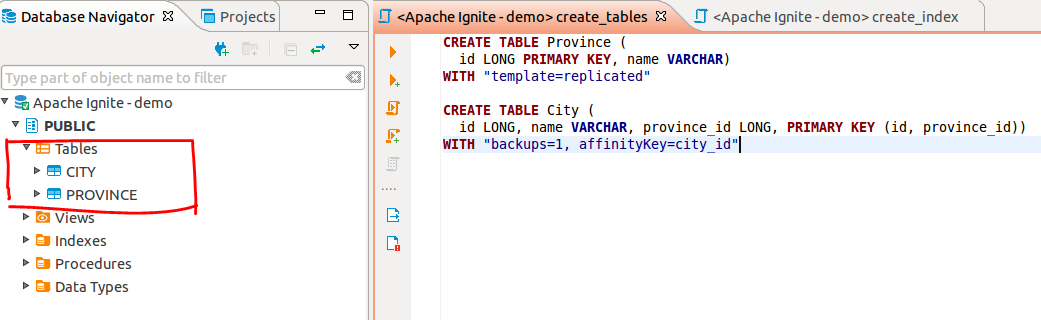 Database Navigator
Projects
Type part of object name to filter
Apache Ignite - demo
PUBLIC
Tables
CITY
PROVINCE
Views
Indexes
Procedures
Data Types
<Apache Ignite - demo> create_tables
<Apache Ignite - demo> create_index
CREATE TABLE Province (
id LONG PRIMARY KEY, name VARCHAR)
WITH "template=replicated"
CREATE TABLE City (
id LONG, name VARCHAR, province_id LONG, PRIMARY KEY (id, province_id))
WITH "backups=1, affinityKey=city_id"